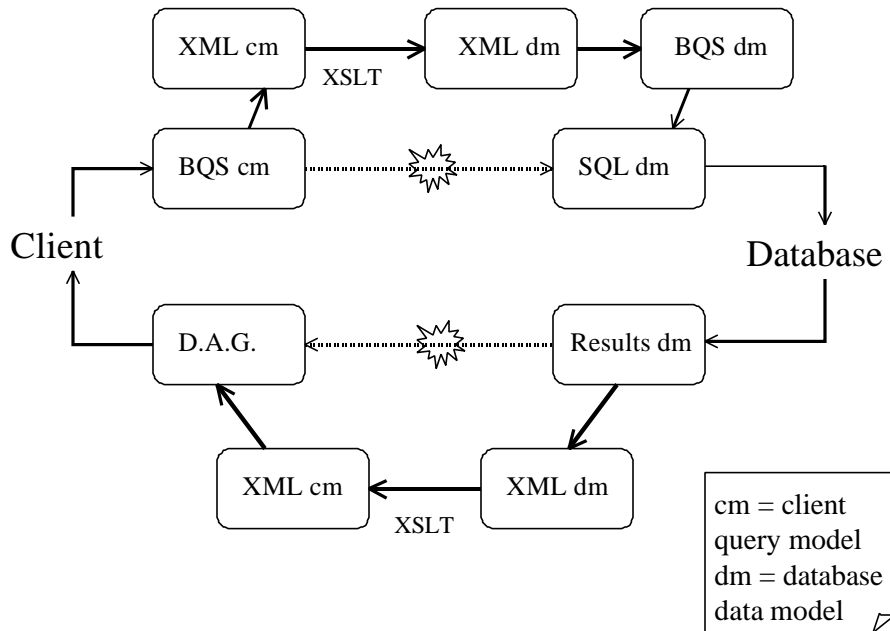 XML cm
XML dm
BQS dm
XSLT
BQS cm
SQL dm
Client
Database
D.A.G.
Results dm
XML cm
XML dm
XSLT
cm = client
query model
dm = database
data model